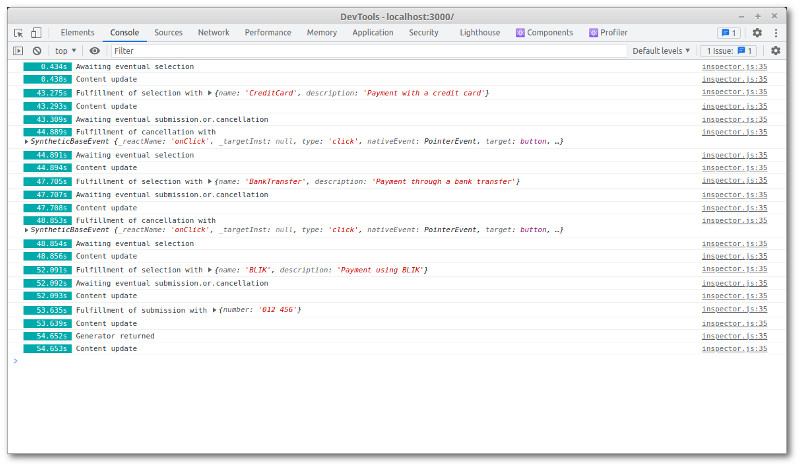 DevTools - localhost:3000/
Elements Console Sources Network Performance Memory Application Security Lighthouse Components Profiler 1
top Filter Default levels 1 Issue: 1
0.434s Awaiting eventual selection inspector.js:35
0.438s Content update inspector.js:35
43.275s Fulfillment of selection with {name: 'CreditCard', description: 'Payment with a credit card'} inspector.js:35
43.293s Content update inspector.js:35
43.309s Awaiting eventual submission.or.cancellation inspector.js:35
44.889s Fulfillment of cancellation with inspector.js:35
SyntheticBaseEvent {_reactName: 'onClick', _targetInst: null, type: 'click', nativeEvent: PointerEvent, target: button, …}
44.891s Awaiting eventual selection inspector.js:35
44.894s Content update inspector.js:35
47.705s Fulfillment of selection with {name: 'BankTransfer', description: 'Payment through a bank transfer'} inspector.js:35
47.707s Awaiting eventual submission.or.cancellation inspector.js:35
47.708s Content update inspector.js:35
48.853s Fulfillment of cancellation with inspector.js:35
SyntheticBaseEvent {_reactName: 'onClick', _targetInst: null, type: 'click', nativeEvent: PointerEvent, target: button, …}
48.854s Awaiting eventual selection inspector.js:35
48.856s Content update inspector.js:35
52.091s Fulfillment of selection with {name: 'BLIK', description: 'Payment using BLIK'} inspector.js:35
52.092s Awaiting eventual submission.or.cancellation inspector.js:35
52.093s Content update inspector.js:35
53.635s Fulfillment of submission with {number: '012 456'} inspector.js:35
53.639s Content update inspector.js:35
54.652s Generator returned inspector.js:35
54.653s Content update inspector.js:35